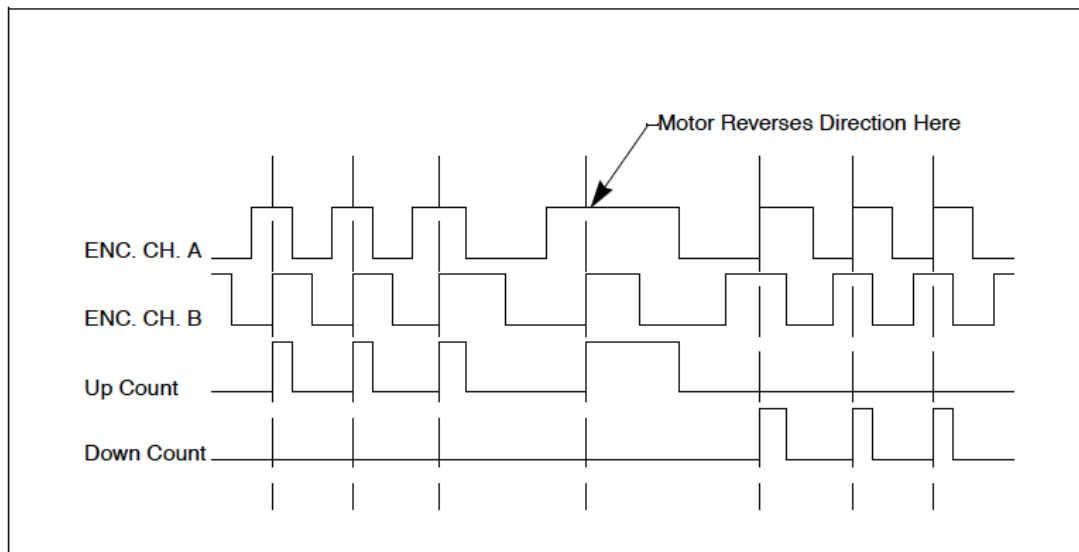 Motor Reverses Direction Here
ENC. CH. A
ENC. CH. B
Up Count
Down Count